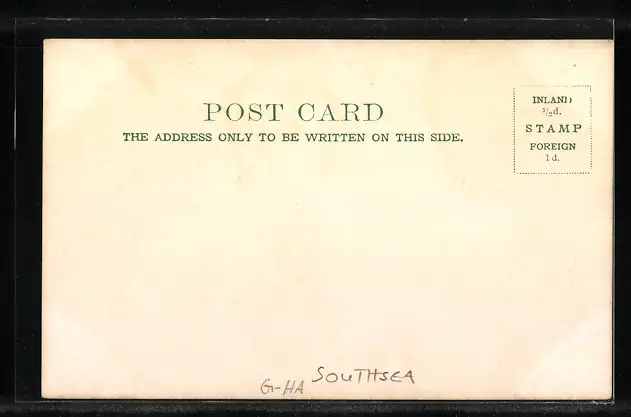 POST CARD
THE ADDRESS ONLY TO BE WRITTEN ON THIS SIDE.
INLAND
½d.
STAMP
FOREIGN
1d.
G-HA SOUTHSEA